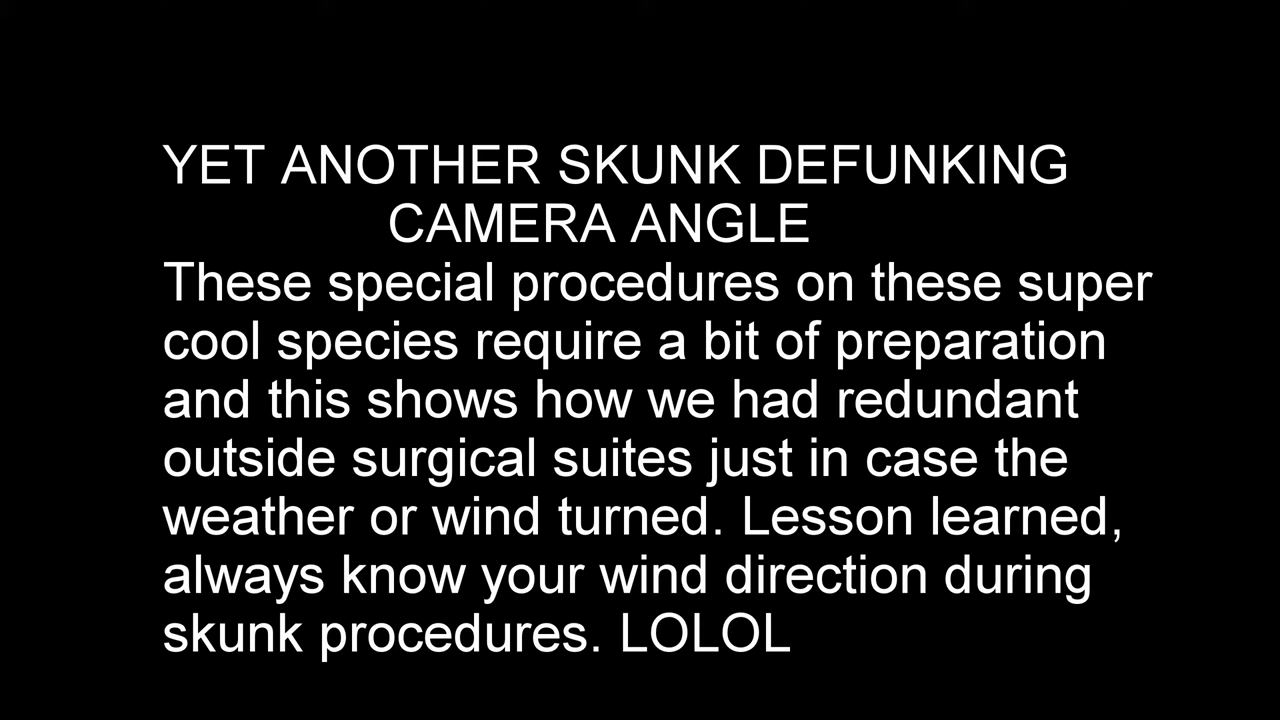 YET ANOTHER SKUNK DEFUNKING
CAMERA ANGLE
These special procedures on these super
cool species require a bit of preparation
and this shows how we had redundant
outside surgical suites just in case the
weather or wind turned. Lesson learned,
always know your wind direction during
skunk procedures. LOLOL